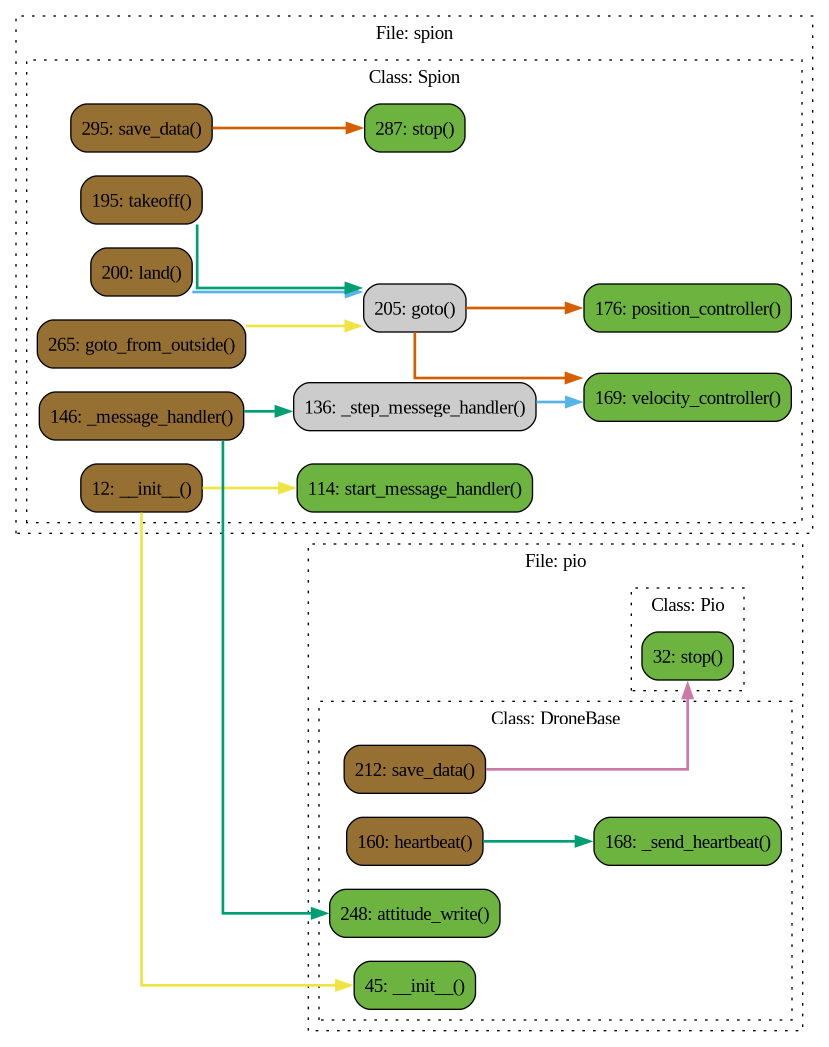 File: spion
Class: Spion
295: save_data()
287: stop()
195: takeoff()
200: land()
205: goto()
176: position_controller()
265: goto_from_outside()
169: velocity_controller()
146: _message_handler()
136: _step_messege_handler()
12: __init__()
114: start_message_handler()
File: pio
Class: Pio
32: stop()
Class: DroneBase
212: save_data()
160: heartbeat()
168: _send_heartbeat()
248: attitude_write()
45: __init__()